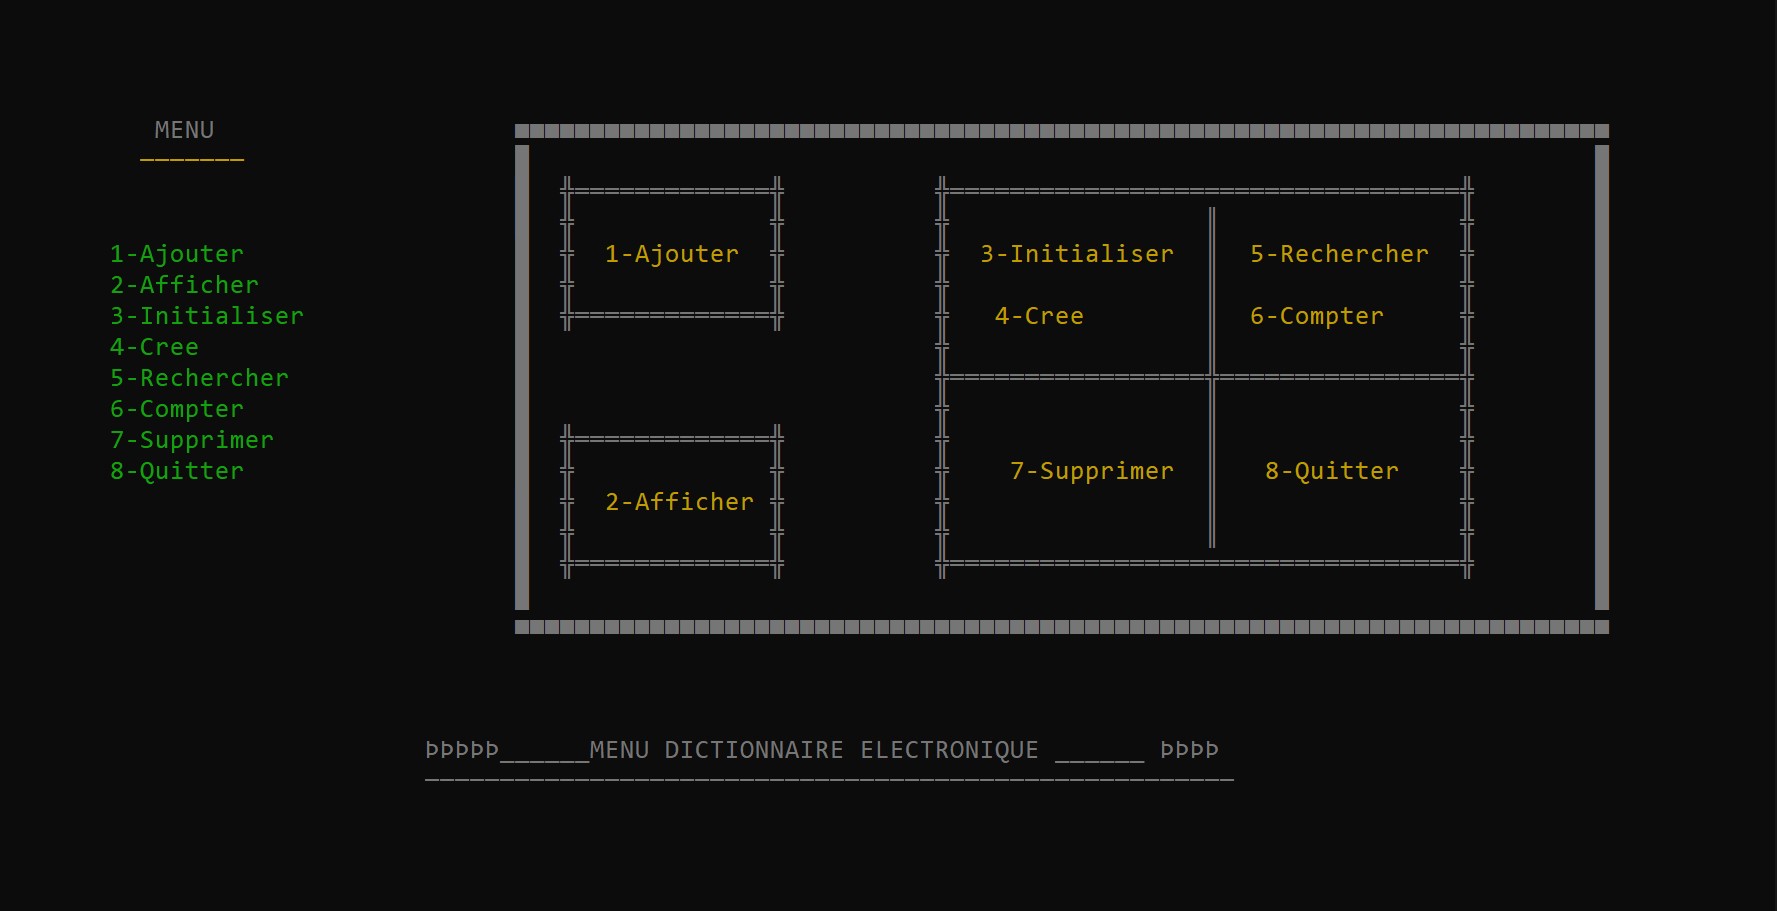 MENU
1-Ajouter
2-Afficher
3-Initialiser
4-Cree
5-Rechercher
6-Compter
7-Supprimer
8-Quitter
1-Ajouter
2-Afficher
3-Initialiser
4-Cree
5-Rechercher
6-Compter
7-Supprimer
8-Quitter
ÞÞÞÞÞ______MENU DICTIONNAIRE ELECTRONIQUE ______ ÞÞÞÞ